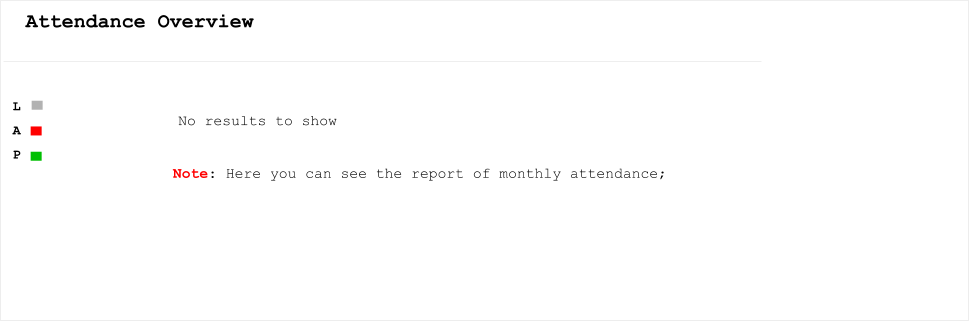 Attendance Overview
L
A
P
No results to show
Note: Here you can see the report of monthly attendance;